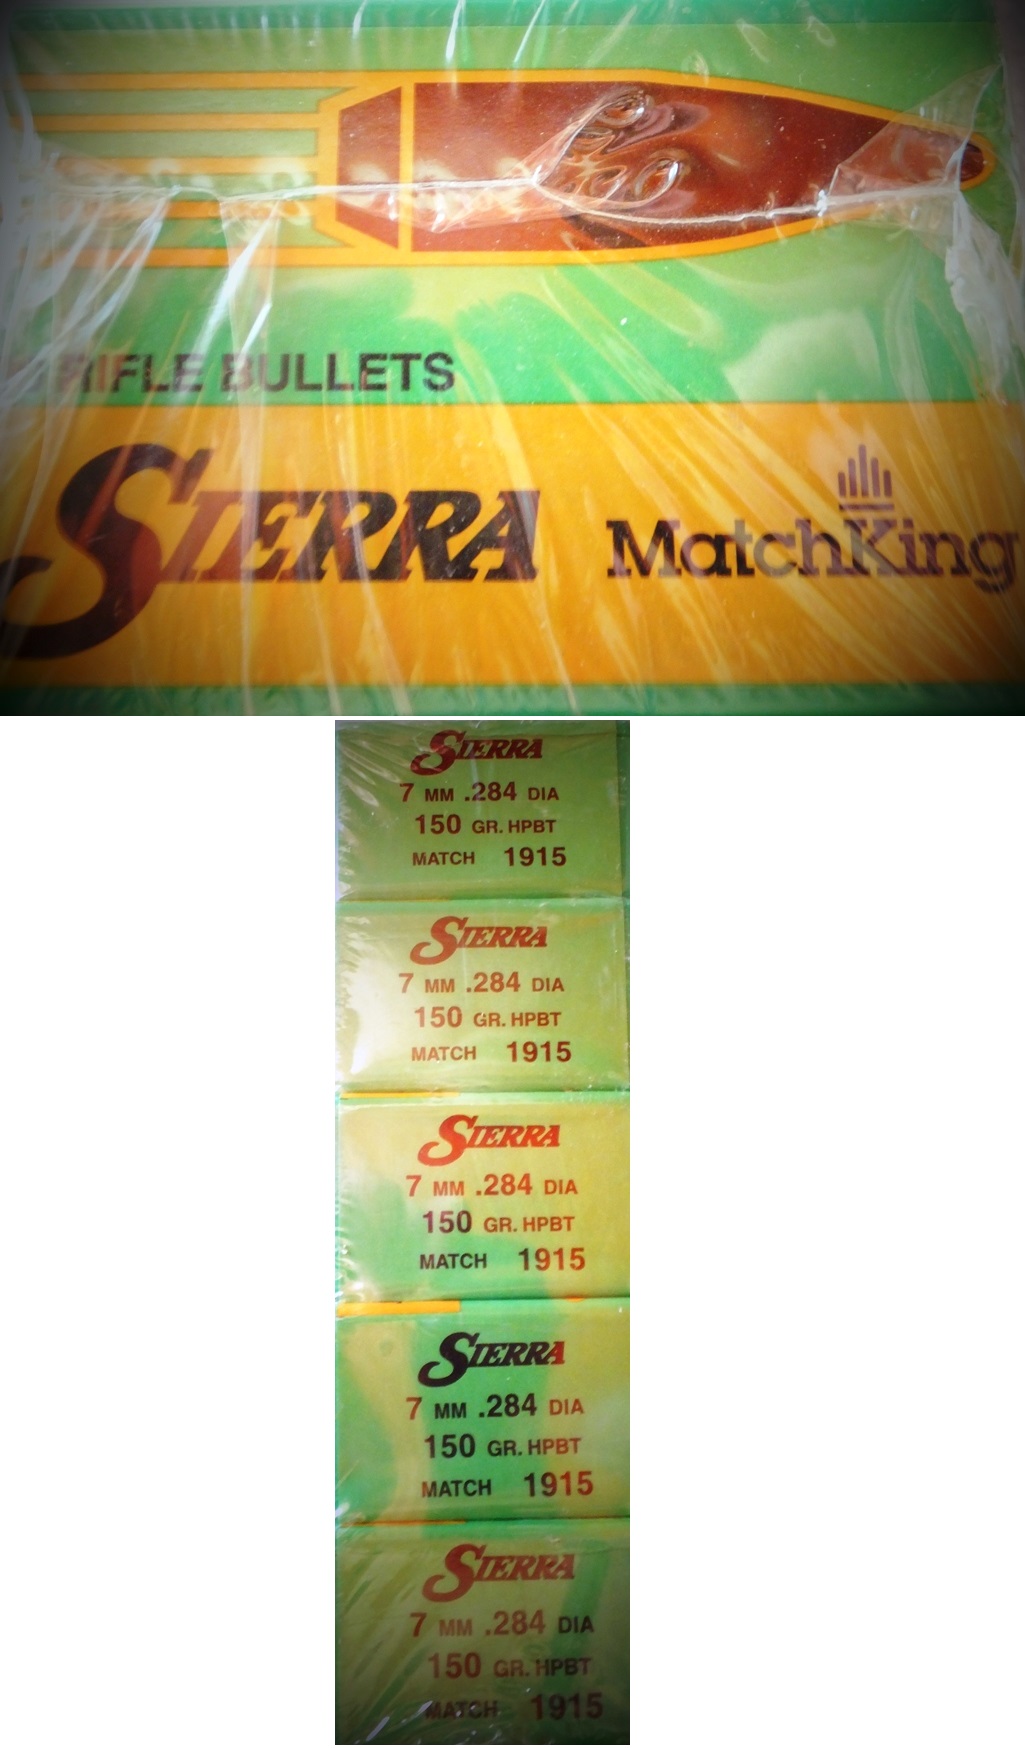 RIFLE BULLETS
SIERRA MatchKing
SIERRA
7 MM .284 DIA
150 GR. HPBT
MATCH 1915
SIERRA
7 MM .284 DIA
150 GR. HPBT
MATCH 1915
SIERRA
7 MM .284 DIA
150 GR. HPBT
MATCH 1915
SIERRA
7 MM .284 DIA
150 GR. HPBT
MATCH 1915
SIERRA
7 MM .284 DIA
150 GR. HPBT
MATCH 1915